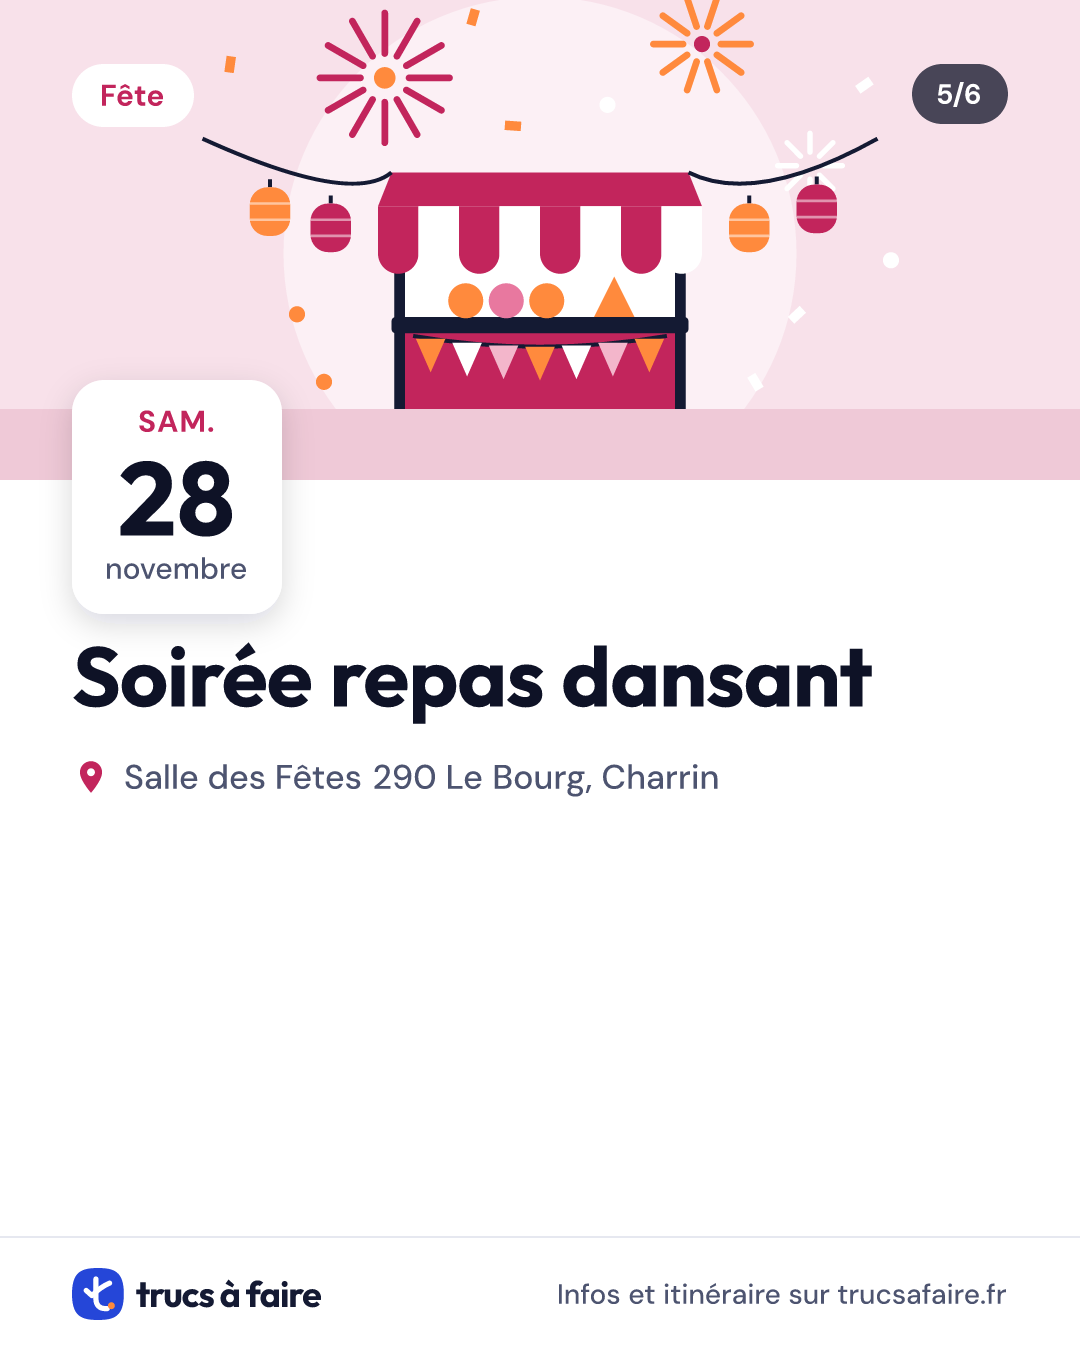 Fête
5/6
SAM.
28
novembre
Soirée repas dansant
Salle des Fêtes 290 Le Bourg, Charrin
trucs à faire
Infos et itinéraire sur trucsafaire.fr